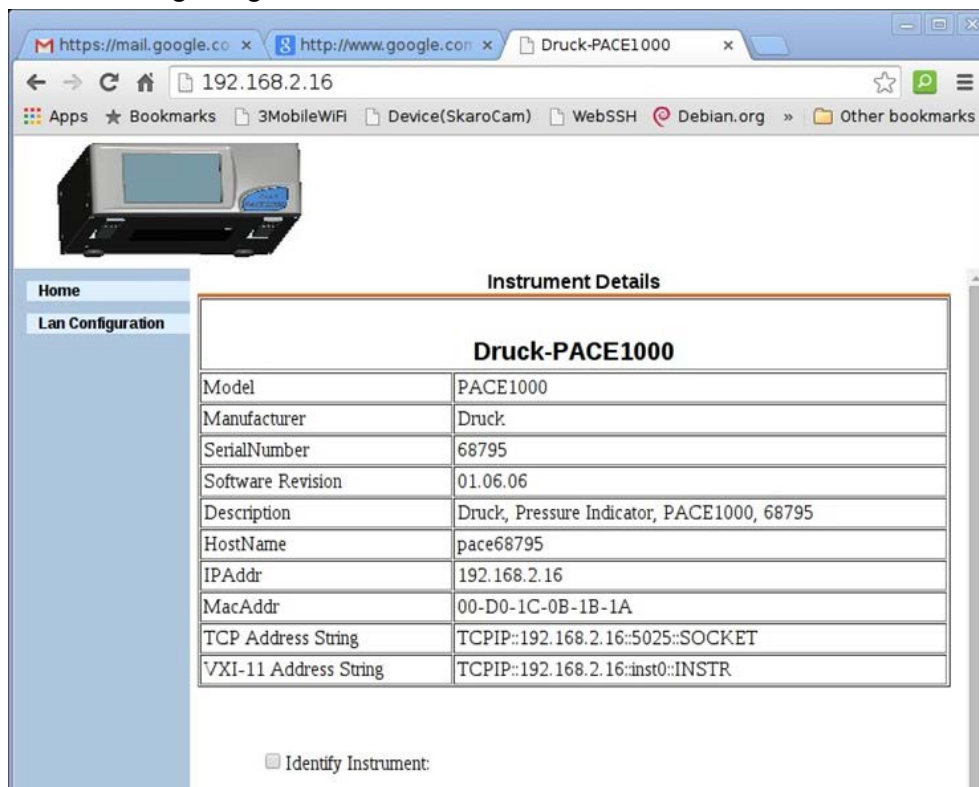 https://mail.google.co
http://www.google.con
Druck-PACE1000
192.168.2.16
Apps Bookmarks 3MobileWiFi Device(SkaroCam) WebSSH Debian.org » Other bookmarks
Home
Lan Configuration
Instrument Details
Druck-PACE1000
Model PACE1000
Manufacturer Druck
SerialNumber 68795
Software Revision 01.06.06
Description Druck, Pressure Indicator, PACE1000, 68795
HostName pace68795
IPAddr 192.168.2.16
MacAddr 00-D0-1C-0B-1B-1A
TCP Address String TCPIP::192.168.2.16::5025::SOCKET
VXI-11 Address String TCPIP::192.168.2.16::inst0::INSTR
Identify Instrument: